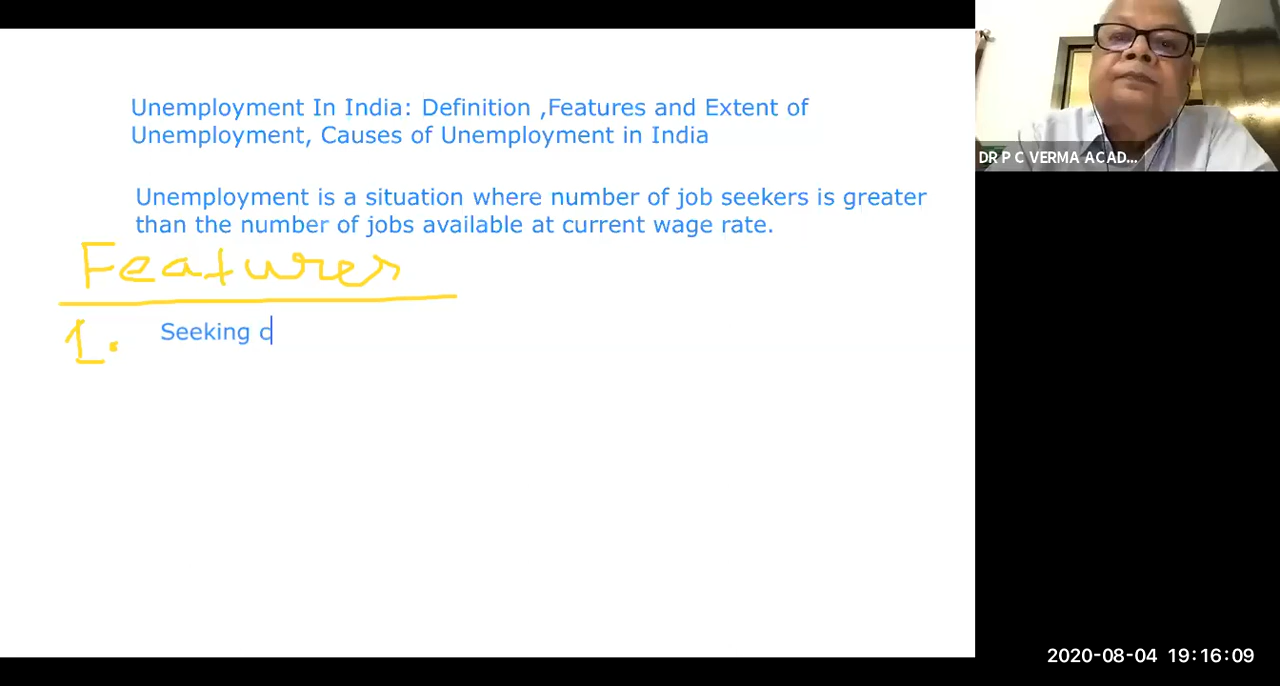 Unemployment In India: Definition ,Features and Extent of
Unemployment, Causes of Unemployment in India
Unemployment is a situation where number of job seekers is greater
than the number of jobs available at current wage rate.
Features
1. Seeking c
DR P C VERMA ACAD...
2020-08-04 19:16:09